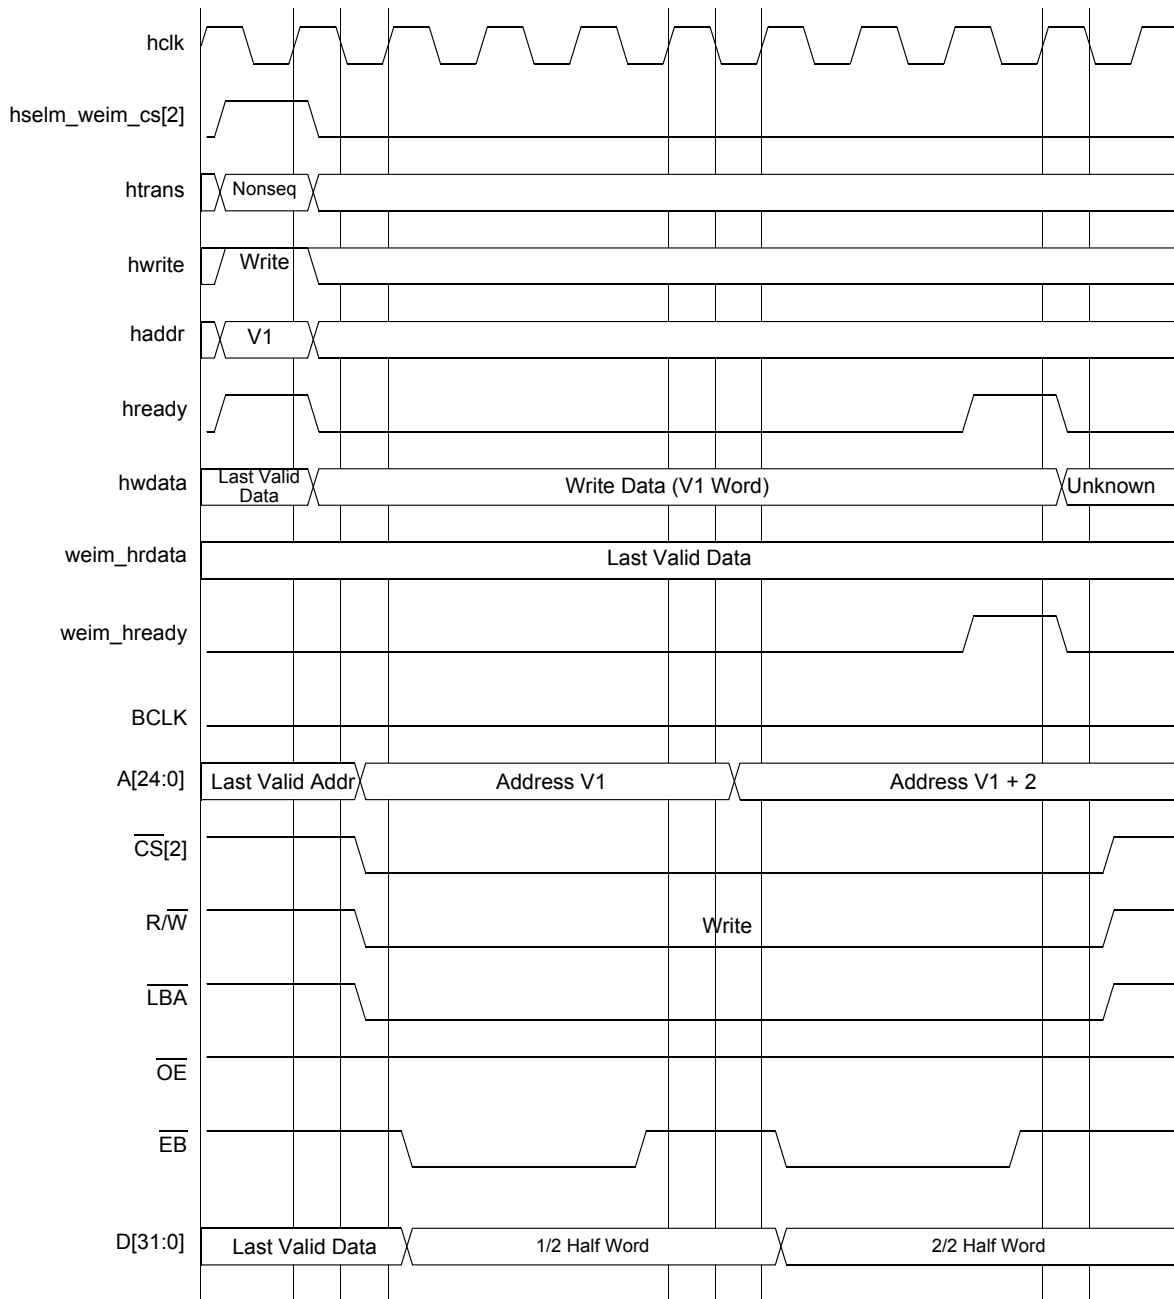 hclk
hselm_weim_cs[2]
htrans Nonseq
hwrite Write
haddr V1
hready
hwdata Last Valid Data Write Data (V1 Word) Unknown
weim_hrdata Last Valid Data
weim_hready
BCLK
A[24:0] Last Valid Addr Address V1 Address V1 + 2
CS[2]
R/W Write
LBA
OE
EB
D[31:0] Last Valid Data 1/2 Half Word 2/2 Half Word